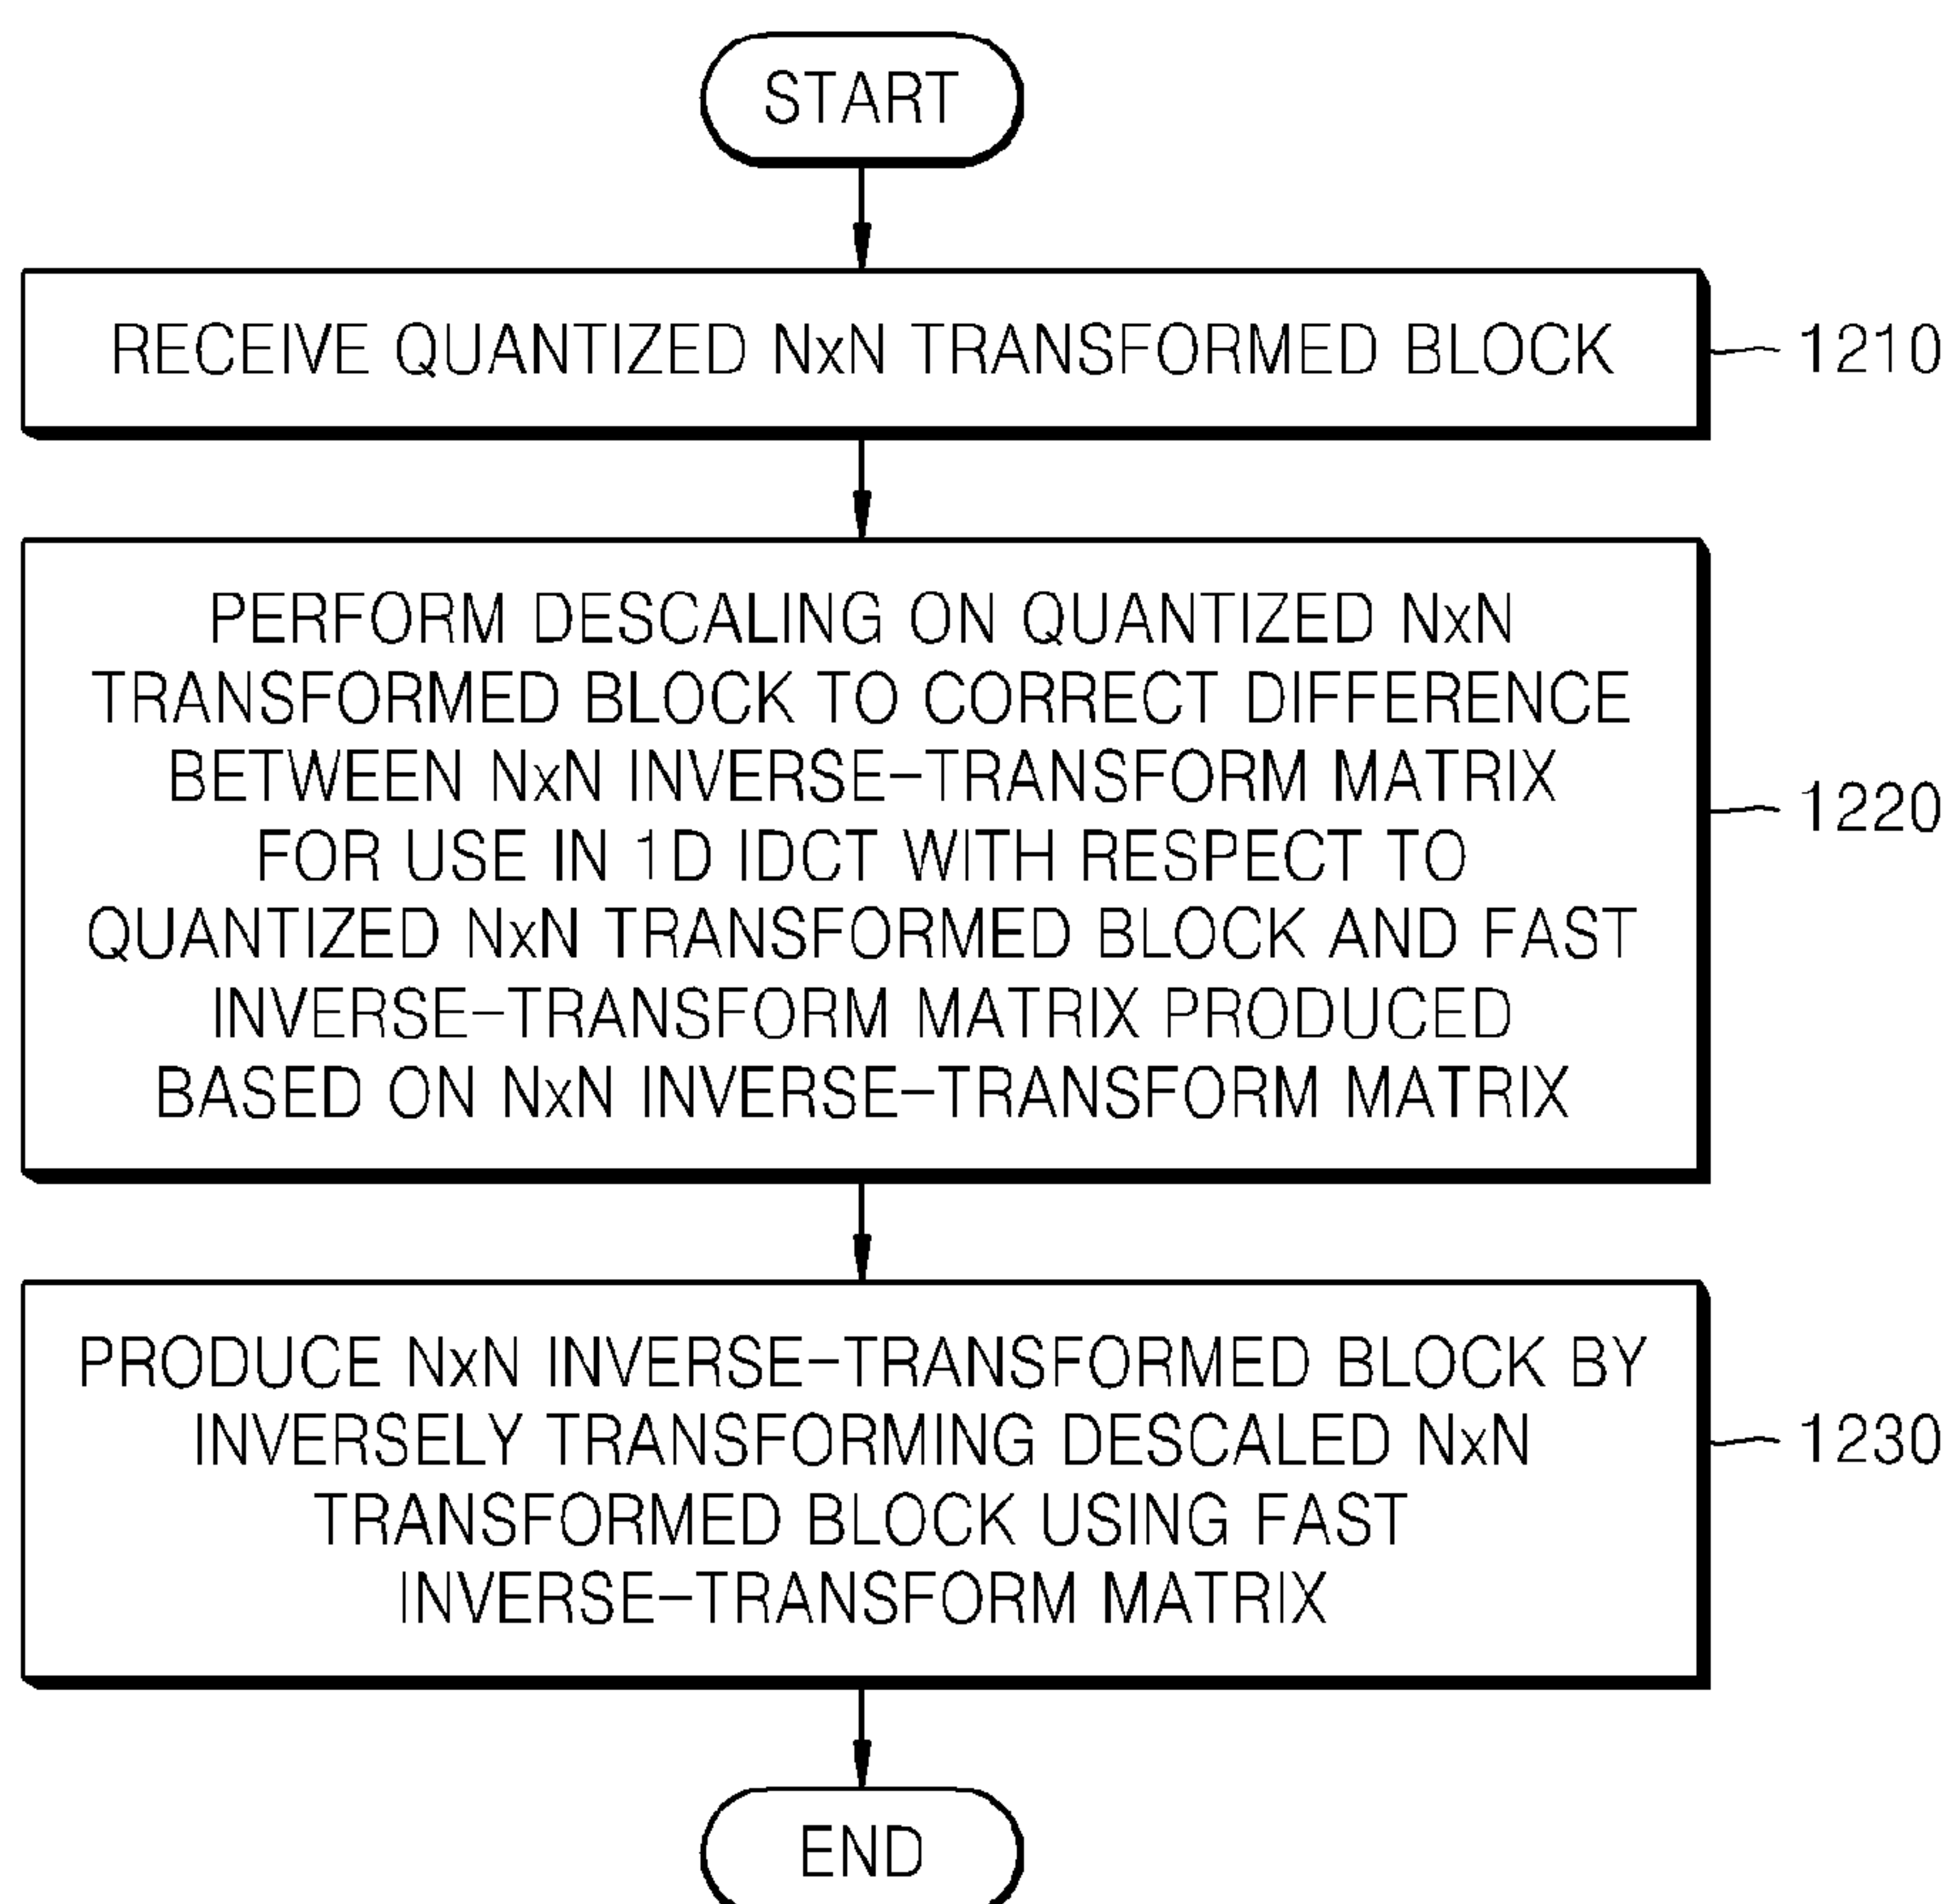 START
RECEIVE QUANTIZED NxN TRANSFORMED BLOCK
1210
PERFORM DESCALING ON QUANTIZED NxN
TRANSFORMED BLOCK TO CORRECT DIFFERENCE
BETWEEN NxN INVERSE-TRANSFORM MATRIX
FOR USE IN 1D IDCT WITH RESPECT TO
QUANTIZED NxN TRANSFORMED BLOCK AND FAST
INVERSE-TRANSFORM MATRIX PRODUCED
BASED ON NxN INVERSE-TRANSFORM MATRIX
1220
PRODUCE NxN INVERSE-TRANSFORMED BLOCK BY
INVERSELY TRANSFORMING DESCALED NxN
TRANSFORMED BLOCK USING FAST
INVERSE-TRANSFORM MATRIX
1230
END